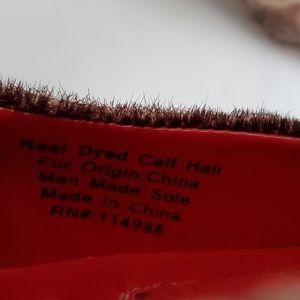 Real Dyed Calf Hair
Fur Origin:China
Man Made Sole
Made in China
RN#:114988